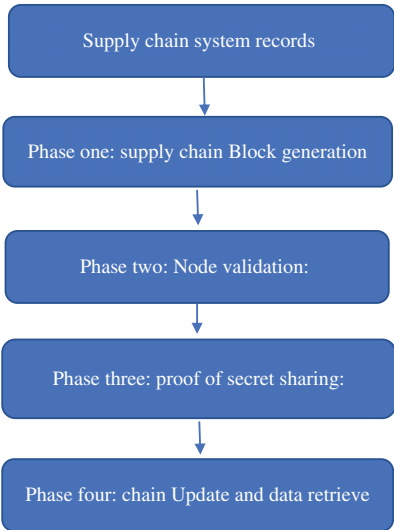 Supply chain system records
Phase one: supply chain Block generation
Phase two: Node validation:
Phase three: proof of secret sharing:
Phase four: chain Update and data retrieve